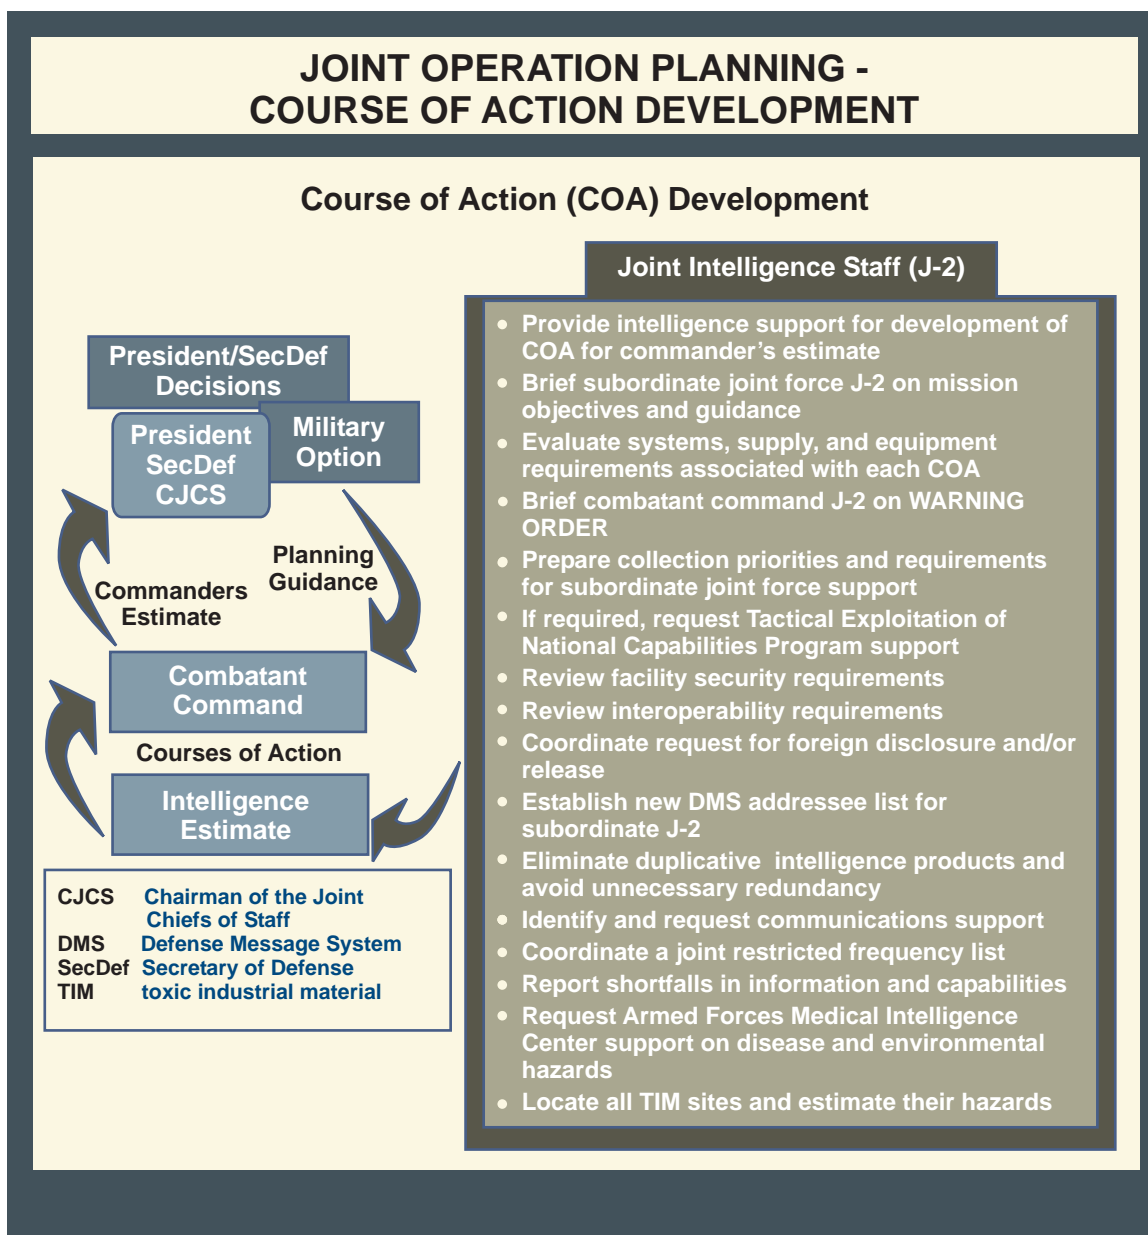 JOINT OPERATION PLANNING -
COURSE OF ACTION DEVELOPMENT
Course of Action (COA) Development
President/SecDef
Decisions
President
SecDef
CJCS
Military
Option
Planning
Guidance
Commanders
Estimate
Combatant
Command
Courses of Action
Intelligence
Estimate
CJCS Chairman of the Joint
Chiefs of Staff
DMS Defense Message System
SecDef Secretary of Defense
TIM toxic industrial material
Joint Intelligence Staff (J-2)
• Provide intelligence support for development of
COA for commander’s estimate
• Brief subordinate joint force J-2 on mission
objectives and guidance
• Evaluate systems, supply, and equipment
requirements associated with each COA
• Brief combatant command J-2 on WARNING
ORDER
• Prepare collection priorities and requirements
for subordinate joint force support
• If required, request Tactical Exploitation of
National Capabilities Program support
• Review facility security requirements
• Review interoperability requirements
• Coordinate request for foreign disclosure and/or
release
• Establish new DMS addressee list for
subordinate J-2
• Eliminate duplicative intelligence products and
avoid unnecessary redundancy
• Identify and request communications support
• Coordinate a joint restricted frequency list
• Report shortfalls in information and capabilities
• Request Armed Forces Medical Intelligence
Center support on disease and environmental
hazards
• Locate all TIM sites and estimate their hazards